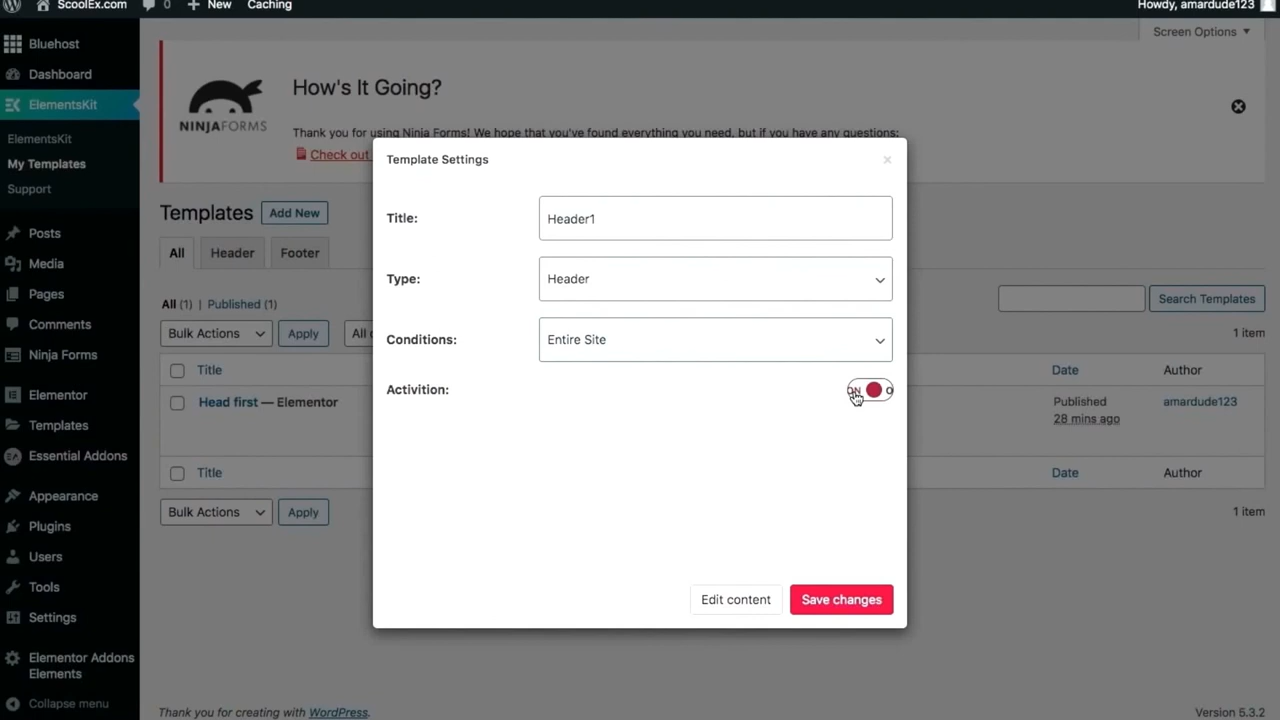 ScoolEx.com 0 New Caching Howdy, amardude123
Screen Options
Bluehost
Dashboard
ElementsKit
ElementsKit
My Templates
Support
Posts
Media
Pages
Comments
Ninja Forms
Elementor
Templates
Essential Addons
Appearance
Plugins
Users
Tools
Settings
Elementor Addons
Elements
Collapse menu
NINJAFORMS
How's It Going?
Thank you for using Ninja Forms! We hope that you've found everything you need, but if you have any questions:
Check out
Templates Add New
All Header Footer
All (1) | Published (1)
Search Templates
Bulk Actions Apply All
1 item
Title Date Author
Head first — Elementor Published amardude123
28 mins ago
Title Date Author
Bulk Actions Apply 1 item
Template Settings ×
Title: Header1
Type: Header
Conditions: Entire Site
Activition: ON
Edit content Save changes
Thank you for creating with WordPress. Version 5.3.2